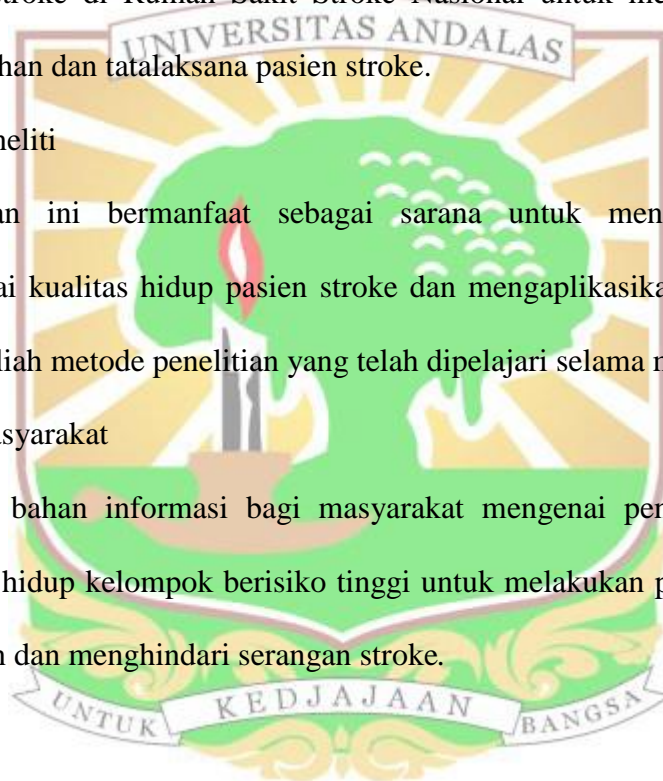 stroke di Rumah Sakit Stroke Nasional untuk me
UNIVERSITAS ANDALAS
han dan tatalaksana pasien stroke.
neliti
an ini bermanfaat sebagai sarana untuk men
ai kualitas hidup pasien stroke dan mengaplikasika
liah metode penelitian yang telah dipelajari selama
asyarakat
bahan informasi bagi masyarakat mengenai pen
hidup kelompok berisiko tinggi untuk melakukan p
n dan menghindari serangan stroke.
UNTUK KEDJAJAAN BANGSA